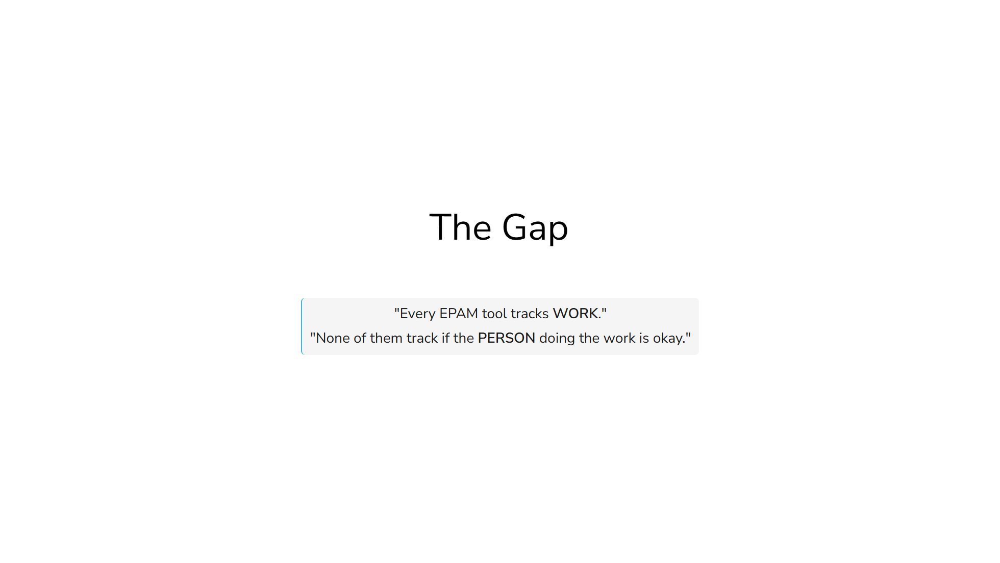 The Gap
"Every EPAM tool tracks WORK."
"None of them track if the PERSON doing the work is okay."